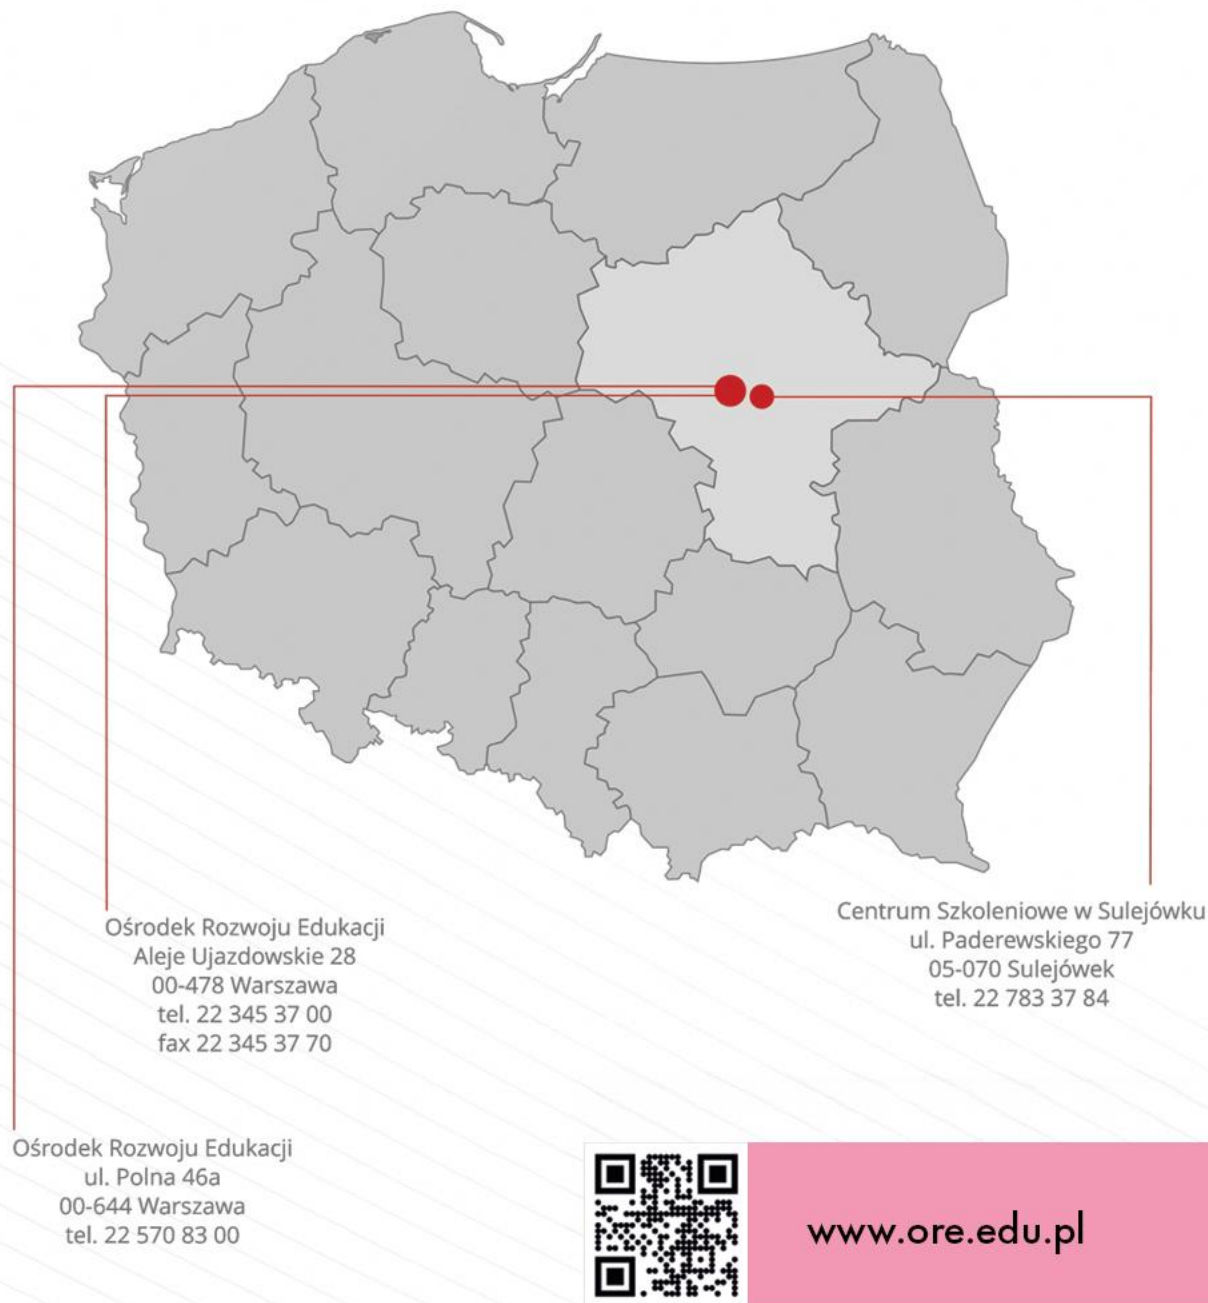 Ośrodek Rozwoju Edukacji
Aleje Ujazdowskie 28
00-478 Warszawa
tel. 22 345 37 00
fax 22 345 37 70
Centrum Szkoleniowe w Sulejówku
ul. Paderewskiego 77
05-070 Sulejówek
tel. 22 783 37 84
Ośrodek Rozwoju Edukacji
ul. Polna 46a
00-644 Warszawa
tel. 22 570 83 00
www.ore.edu.pl